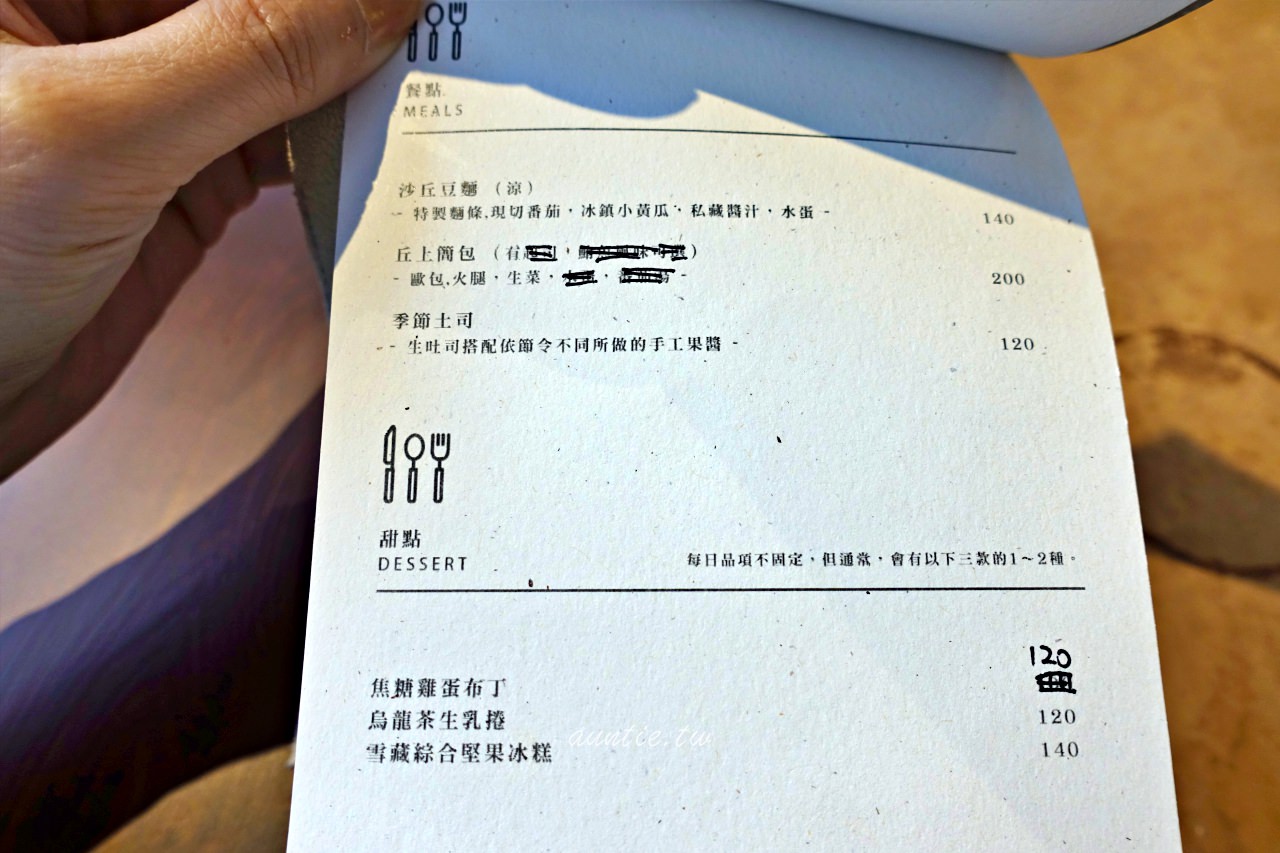 餐點
MEALS
沙丘豆麵（涼）
- 特製麵條,現切番茄，冰鎮小黃瓜，私藏醬汁，水蛋 -
140
丘上簡包（有
- 歐包,火腿，生菜，
200
季節土司
- 生吐司搭配依節令不同所做的手工果醬 -
120
甜點
DESSERT
每日品項不固定，但通常，會有以下三款的1～2種。
120
焦糖雞蛋布丁
烏龍茶生乳捲
120
雪藏綜合堅果冰糕
140
auntie.tw